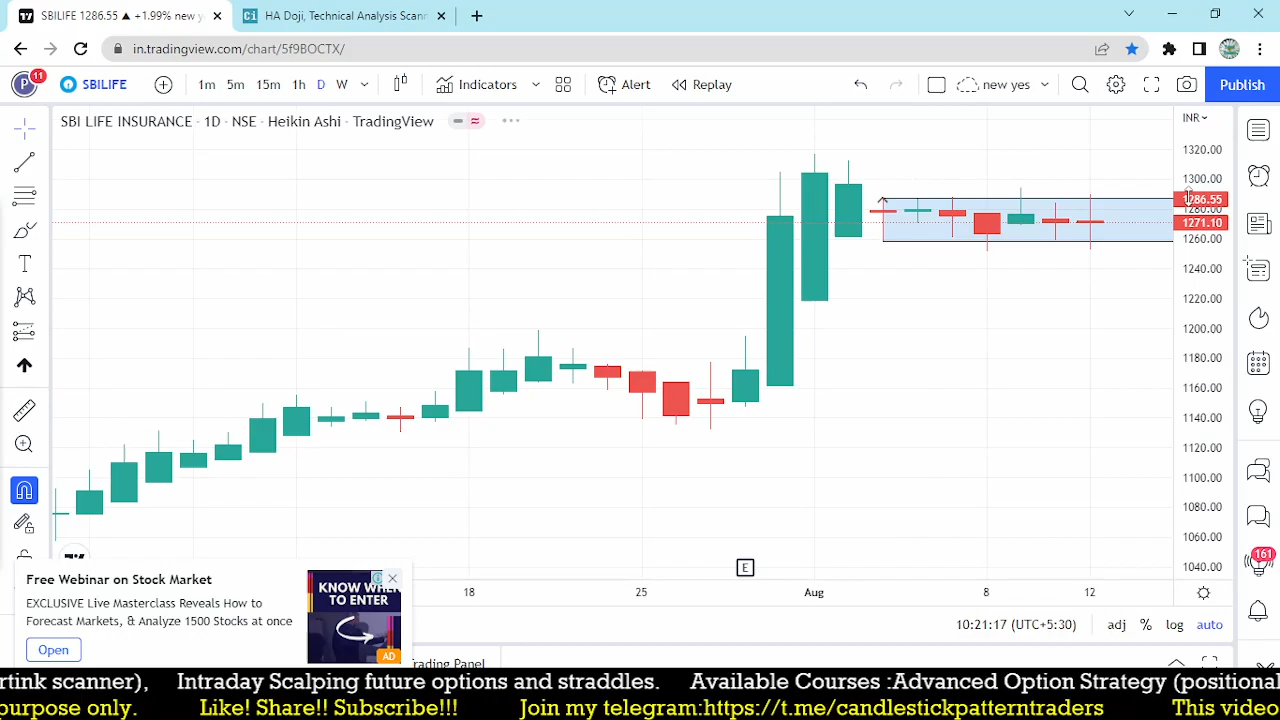 SBILIFE 1286.55 ▲ +1.99% new y
HA Doji, Technical Analysis Scann
in.tradingview.com/chart/5f9BOCTX/
P 11
SBILIFE
1m 5m 15m 1h D W
Indicators
Alert
Replay
new yes
Publish
SBI LIFE INSURANCE · 1D · NSE · Heikin Ashi · TradingView
INR
1320.00
1300.00
1286.55
1280.00
1271.10
1260.00
1240.00
1220.00
1200.00
1180.00
1160.00
1140.00
1120.00
1100.00
1080.00
1060.00
1040.00
161
E
18 25 Aug 8 12
Free Webinar on Stock Market
EXCLUSIVE Live Masterclass Reveals How to
Forecast Markets, & Analyze 1500 Stocks at once
Open
KNOW WHEN
TO ENTER
AD
10:21:17 (UTC+5:30) adj % log auto
Trading Panel
rtink scanner), Intraday Scalping future options and straddles. Available Courses :Advanced Option Strategy (positional
purpose only. Like! Share!! Subscribe!!! Join my telegram:https://t.me/candlestickpatterntraders This video